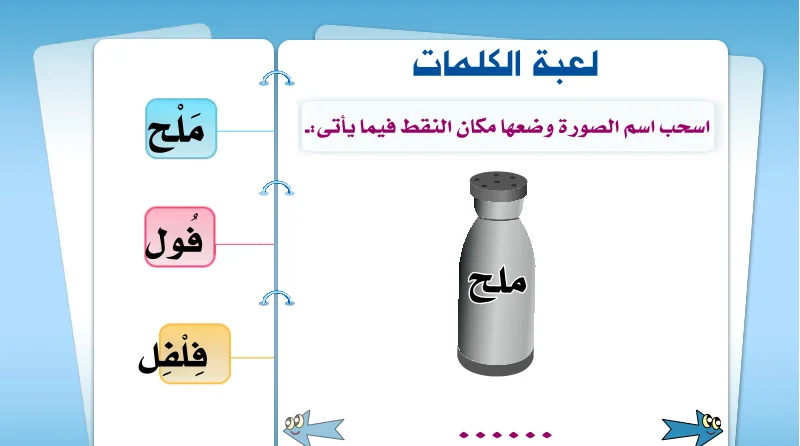 لعبة الكلمات
اسحب اسم الصورة وضعها مكان النقط فيما يأتى :ـ
ملح
......
مَلْح
فُول
فِلْفِل